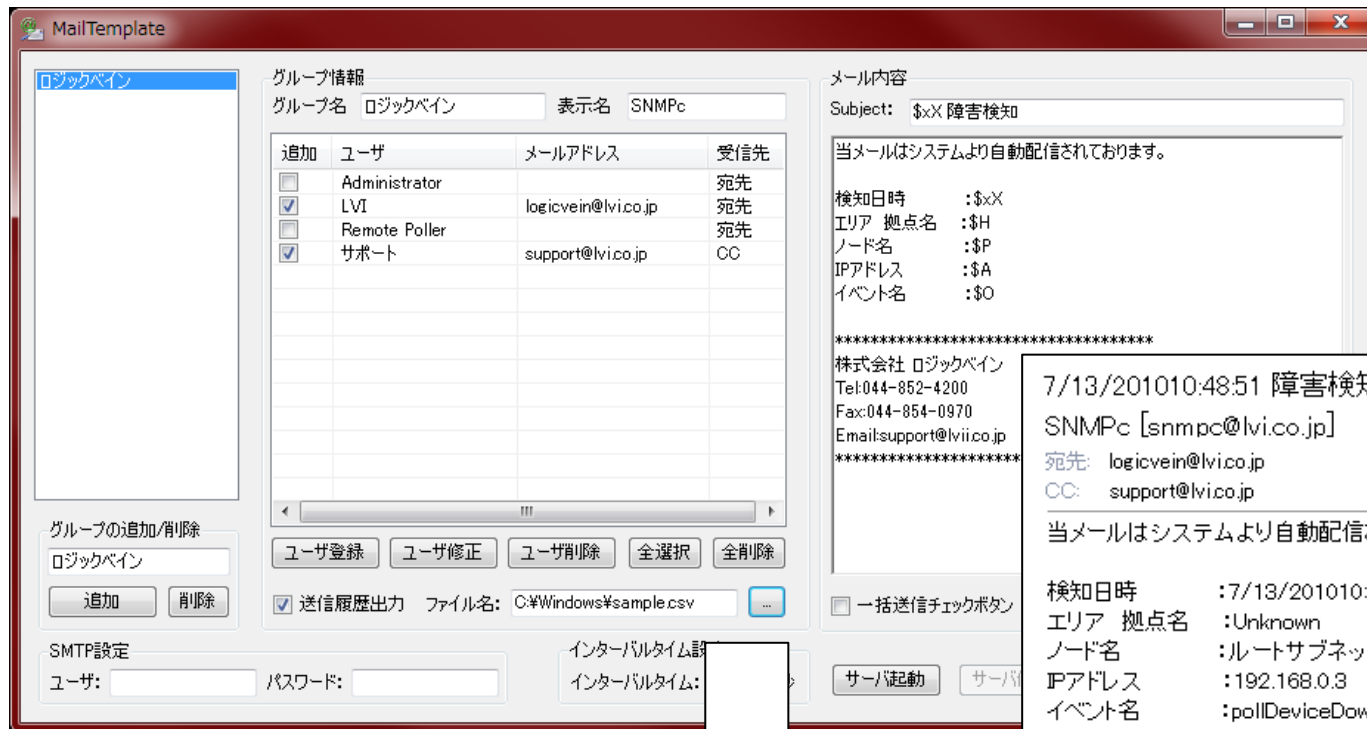 MailTemplate
ロジックベイン
グループの追加/削除
ロジックベイン
追加 削除
グループ情報
グループ名 ロジックベイン 表示名 SNMPc
追加 ユーザ メールアドレス 受信先
Administrator 宛先
LVI logicvein@lvi.co.jp 宛先
Remote Poller 宛先
サポート support@lvi.co.jp CC
ユーザ登録 ユーザ修正 ユーザ削除 全選択 全削除
送信履歴出力 ファイル名: C:¥Windows¥sample.csv ...
メール内容
Subject: $xX 障害検知
当メールはシステムより自動配信されております。
検知日時 :$xX
エリア 拠点名 :$H
ノード名 :$P
IPアドレス :$A
イベント名 :$O
************************************
株式会社 ロジックベイン
Tel:044-852-4200
Fax:044-854-0970
Email:support@lvii.co.jp
*********************
一括送信チェックボタン
SMTP設定
ユーザ: パスワード:
インターバルタイム設
インターバルタイム:
サーバ起動 サーバ
7/13/201010:48:51 障害検知
SNMPc [snmpc@lvi.co.jp]
宛先: logicvein@lvi.co.jp
CC: support@lvi.co.jp
当メールはシステムより自動配信
検知日時 :7/13/201010:
エリア 拠点名 :Unknown
ノード名 :ルートサブネッ
IPアドレス :192.168.0.3
イベント名 :pollDeviceDow